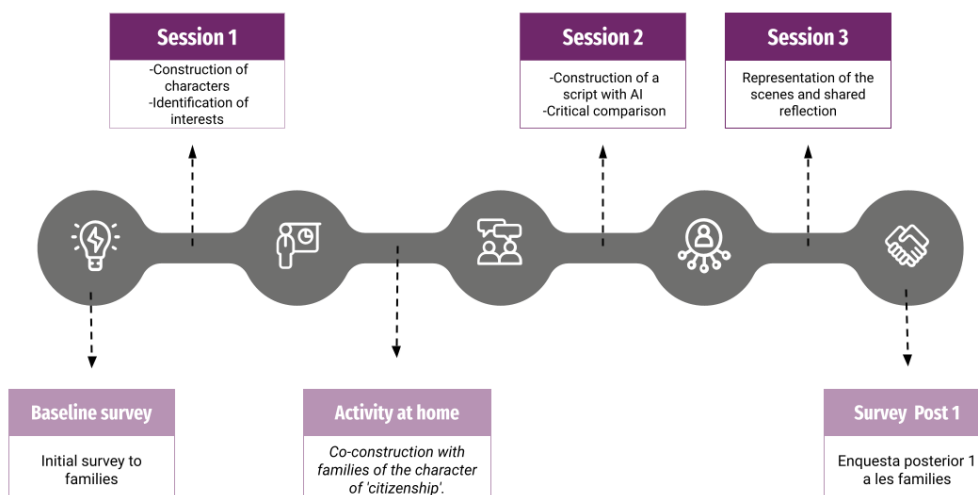 Session 1
-Construction of
characters
-Identification of
interests
Session 2
-Construction of a
script with AI
-Critical comparison
Session 3
Representation of the
scenes and shared
reflection
Baseline survey
Initial survey to
families
Activity at home
Co-construction with
families of the character
of 'citizenship'.
Survey Post 1
Enquesta posterior 1
a les families